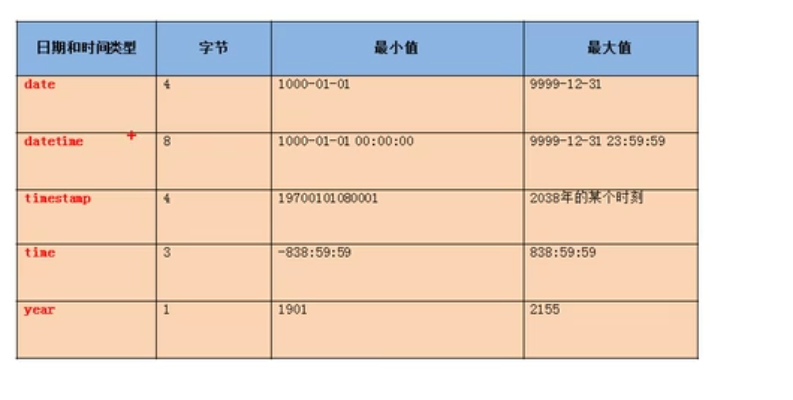 日期和时间类型 字节 最小值 最大值
date 4 1000-01-01 9999-12-31
datetime 8 1000-01-01 00:00:00 9999-12-31 23:59:59
timestamp 4 19700101080001 2038年的某个时刻
time 3 -838:59:59 838:59:59
year 1 1901 2155